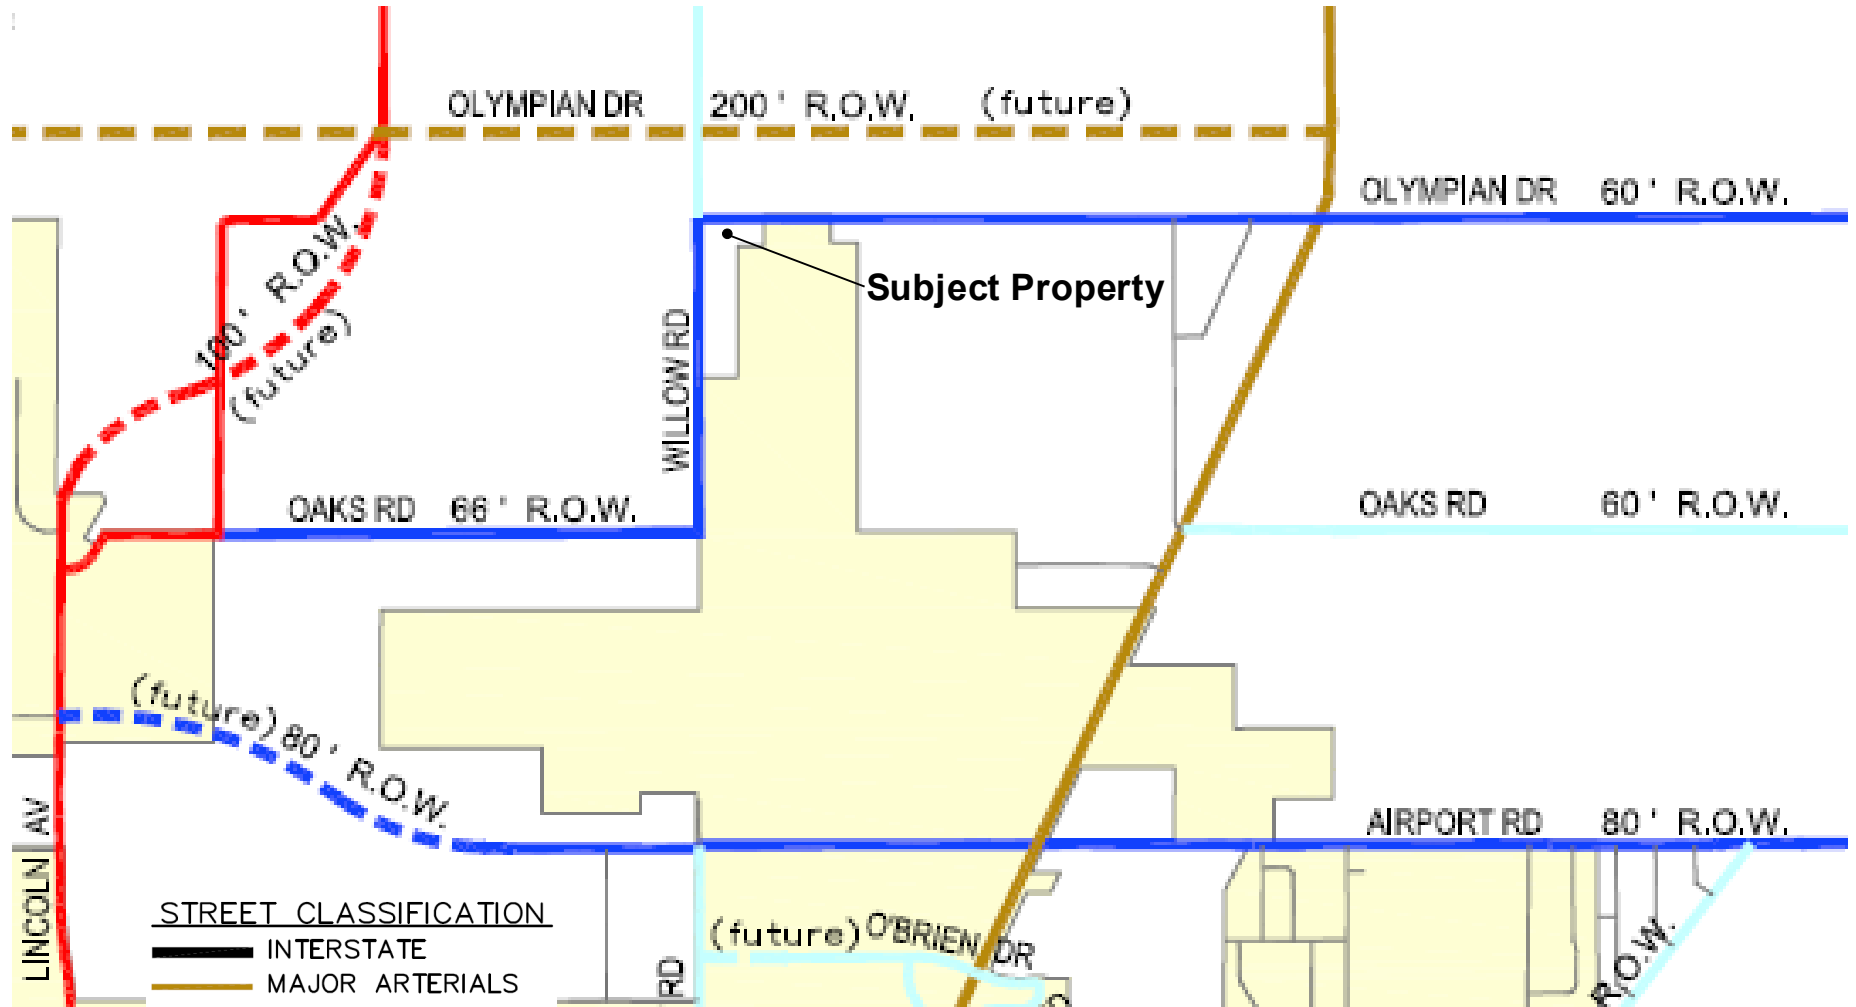 OLYMPIAN DR 200' R.O.W. (future)
OLYMPIAN DR 60' R.O.W.
100' R.O.W.
(future)
Subject Property
WILLOW RD
OAKS RD 66' R.O.W.
OAKS RD 60' R.O.W.
(future) 80' R.O.W.
AIRPORT RD 80' R.O.W.
LINCOLN AV
STREET CLASSIFICATION
INTERSTATE
MAJOR ARTERIALS
RD
(future) O'BRIEN DR
R.O.W.